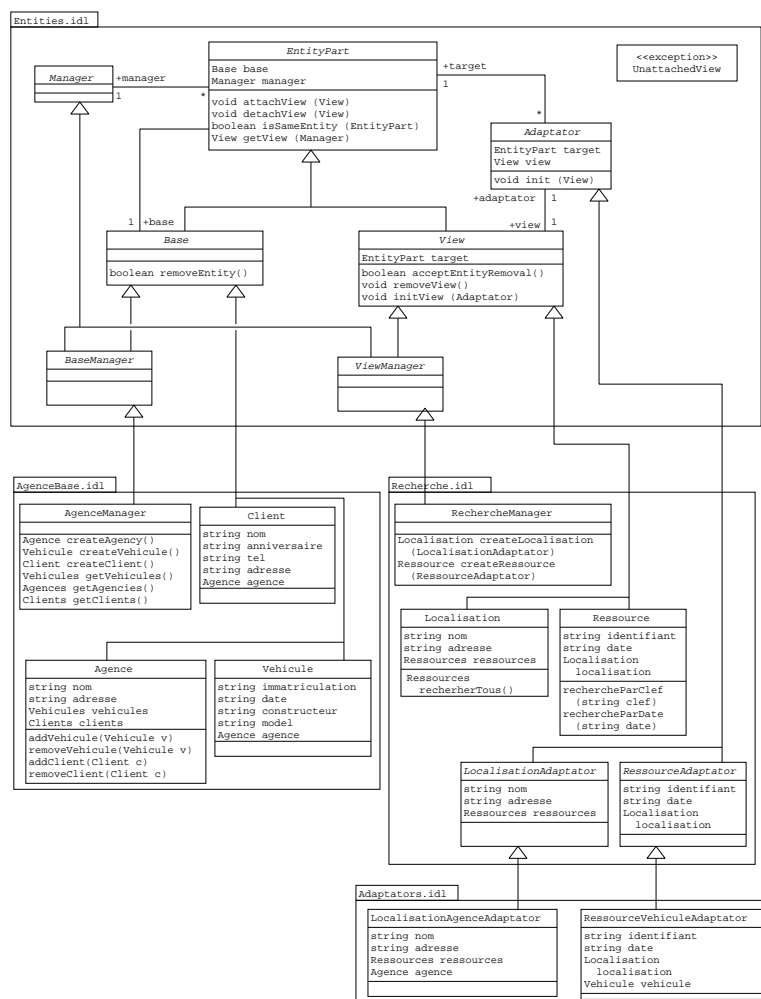 Entities.idl
EntityPart
Base base
Manager manager
void attachView (View)
void detachView (View)
boolean isSameEntity (EntityPart)
View getView (Manager)
<<exception>>
UnattachedView
Manager
+manager
1
*
+target
1
*
Adaptator
EntityPart target
View view
void init (View)
+adaptator
1
+view
1
1
+base
Base
boolean removeEntity()
View
EntityPart target
boolean acceptEntityRemoval()
void removeView()
void initView (Adaptator)
BaseManager
ViewManager
AgenceBase.idl
AgenceManager
Agence createAgency()
Vehicule createVehicule()
Client createClient()
Vehicules getVehicules()
Agences getAgencies()
Clients getClients()
Client
string nom
string anniversaire
string tel
string adresse
Agence agence
Agence
string nom
string adresse
Vehicules vehicules
Clients clients
addVehicule(Vehicule v)
removeVehicule(Vehicule v)
addClient(Client c)
removeClient(Client c)
Vehicule
string immatriculation
string date
string constructeur
string model
Agence agence
Recherche.idl
RechercheManager
Localisation createLocalisation
(LocalisationAdaptator)
Ressource createRessource
(RessourceAdaptator)
Localisation
string nom
string adresse
Ressources ressources
Ressources
recherherTous()
Ressource
string identifiant
string date
Localisation
localisation
rechercheParClef
(string clef)
rechercheParDate
(string date)
LocalisationAdaptator
string nom
string adresse
Ressources ressources
RessourceAdaptator
string identifiant
string date
Localisation
localisation
Adaptators.idl
LocalisationAgenceAdaptator
string nom
string adresse
Ressources ressources
Agence agence
RessourceVehiculeAdaptator
string identifiant
string date
Localisation
localisation
Vehicule vehicule